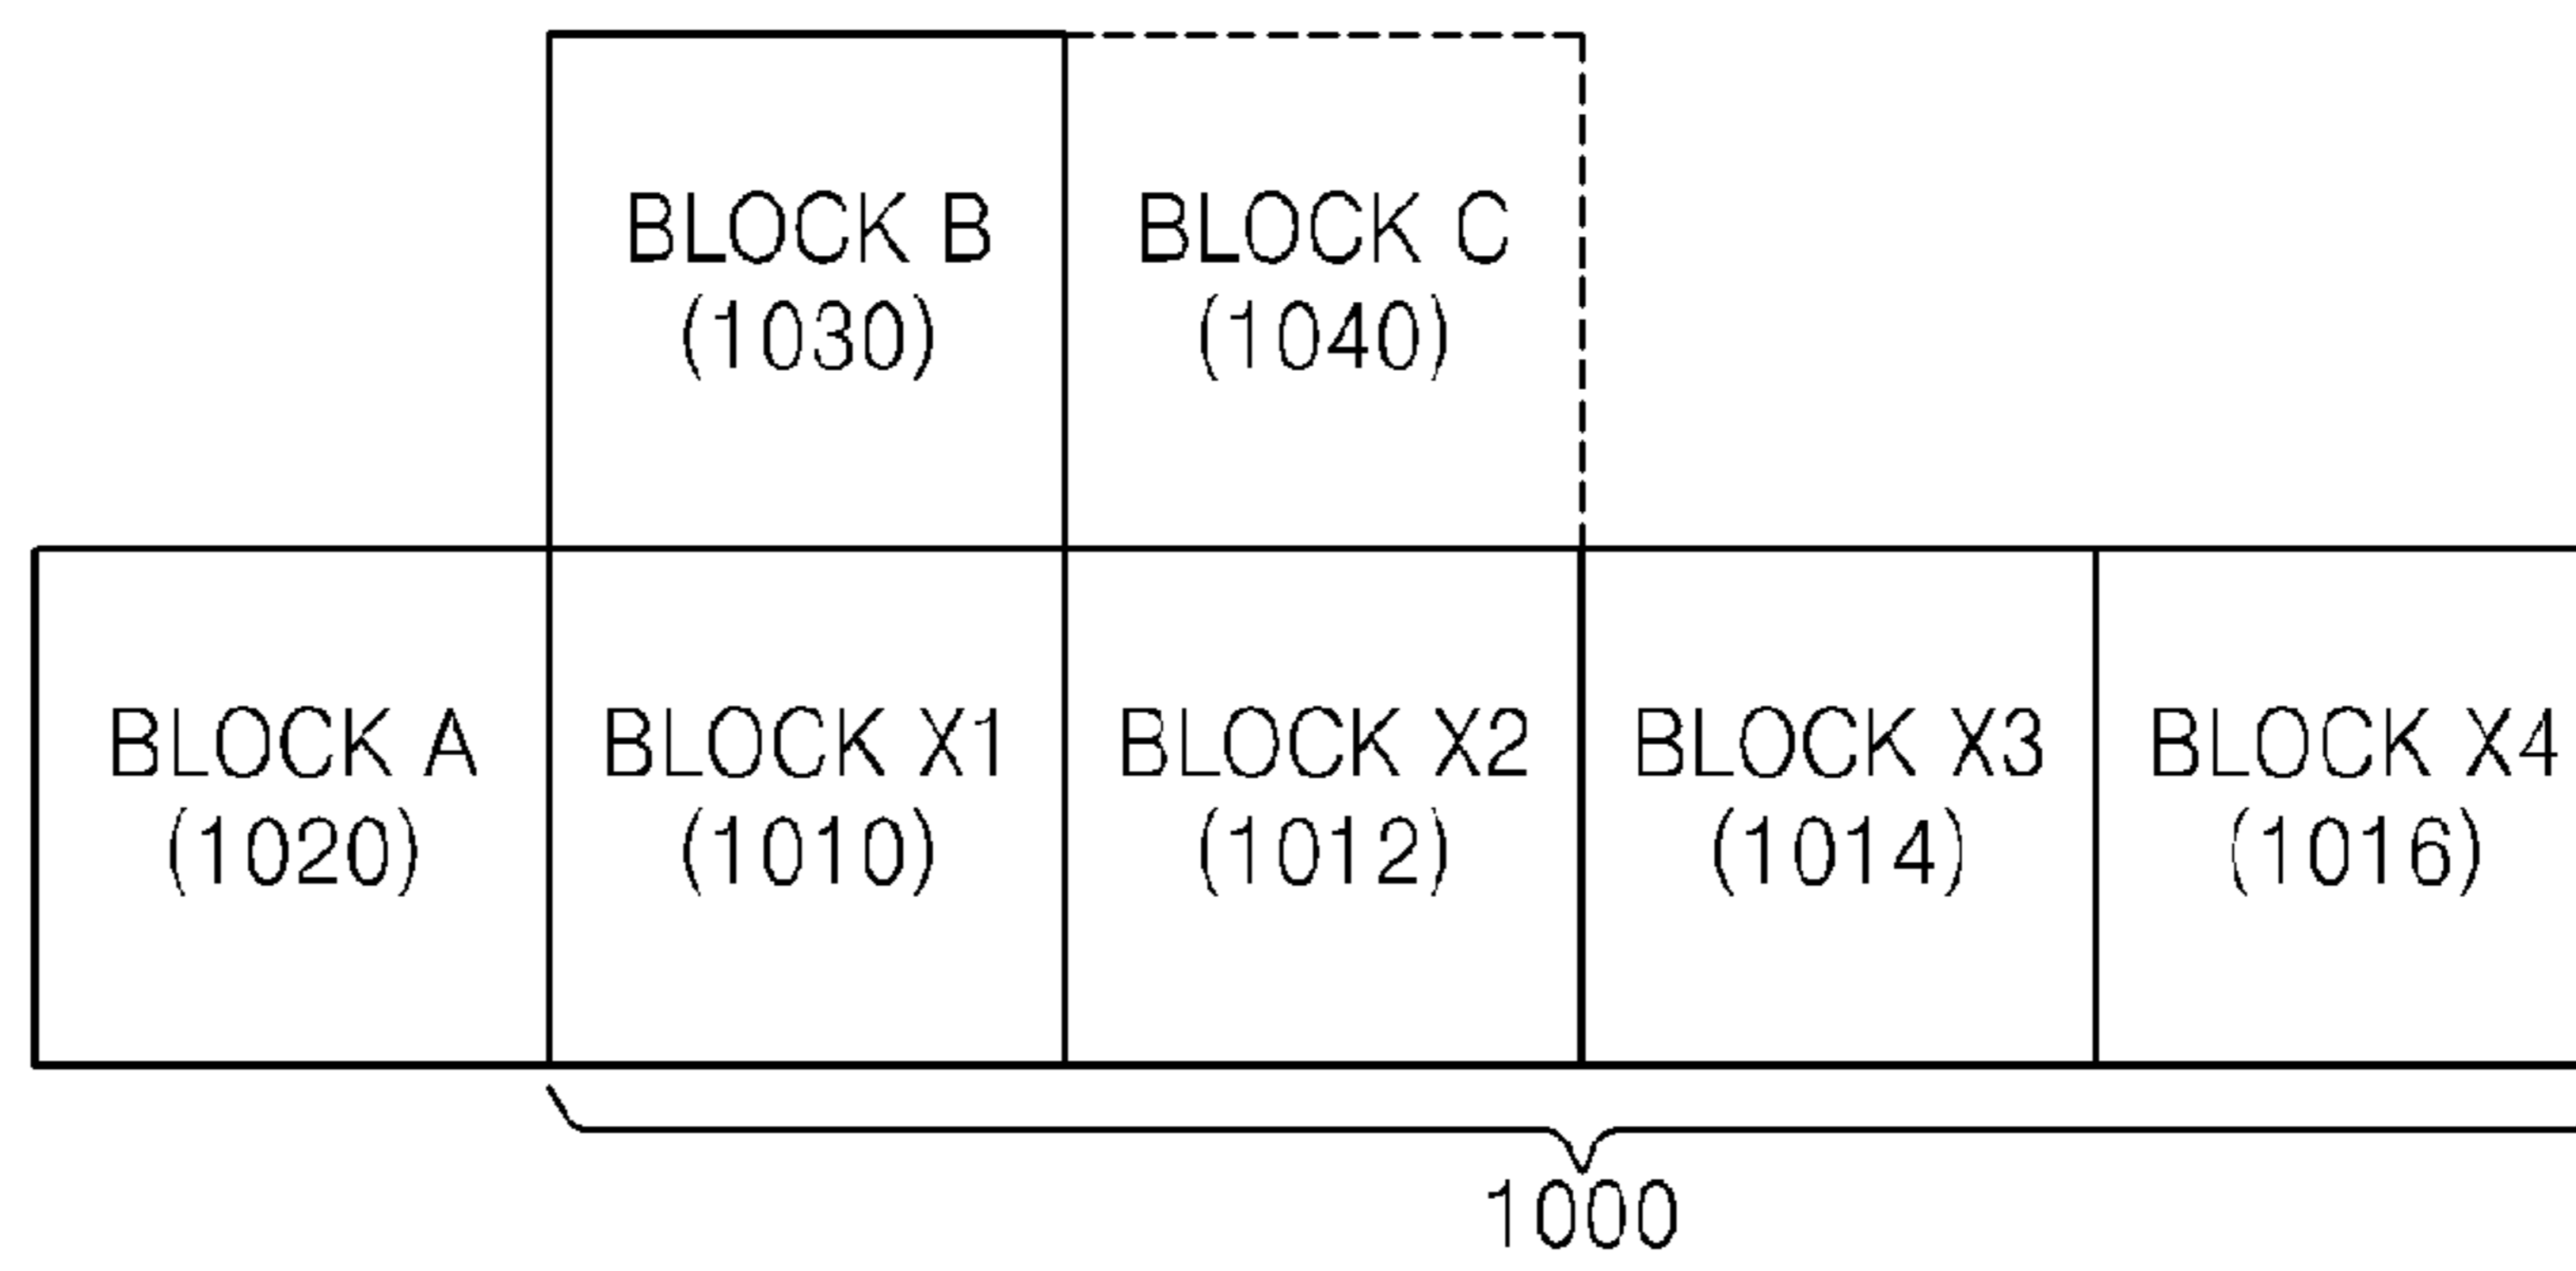 BLOCK B
(1030)
BLOCK C
(1040)
BLOCK A
(1020)
BLOCK X1
(1010)
BLOCK X2
(1012)
BLOCK X3
(1014)
BLOCK X4
(1016)
1000